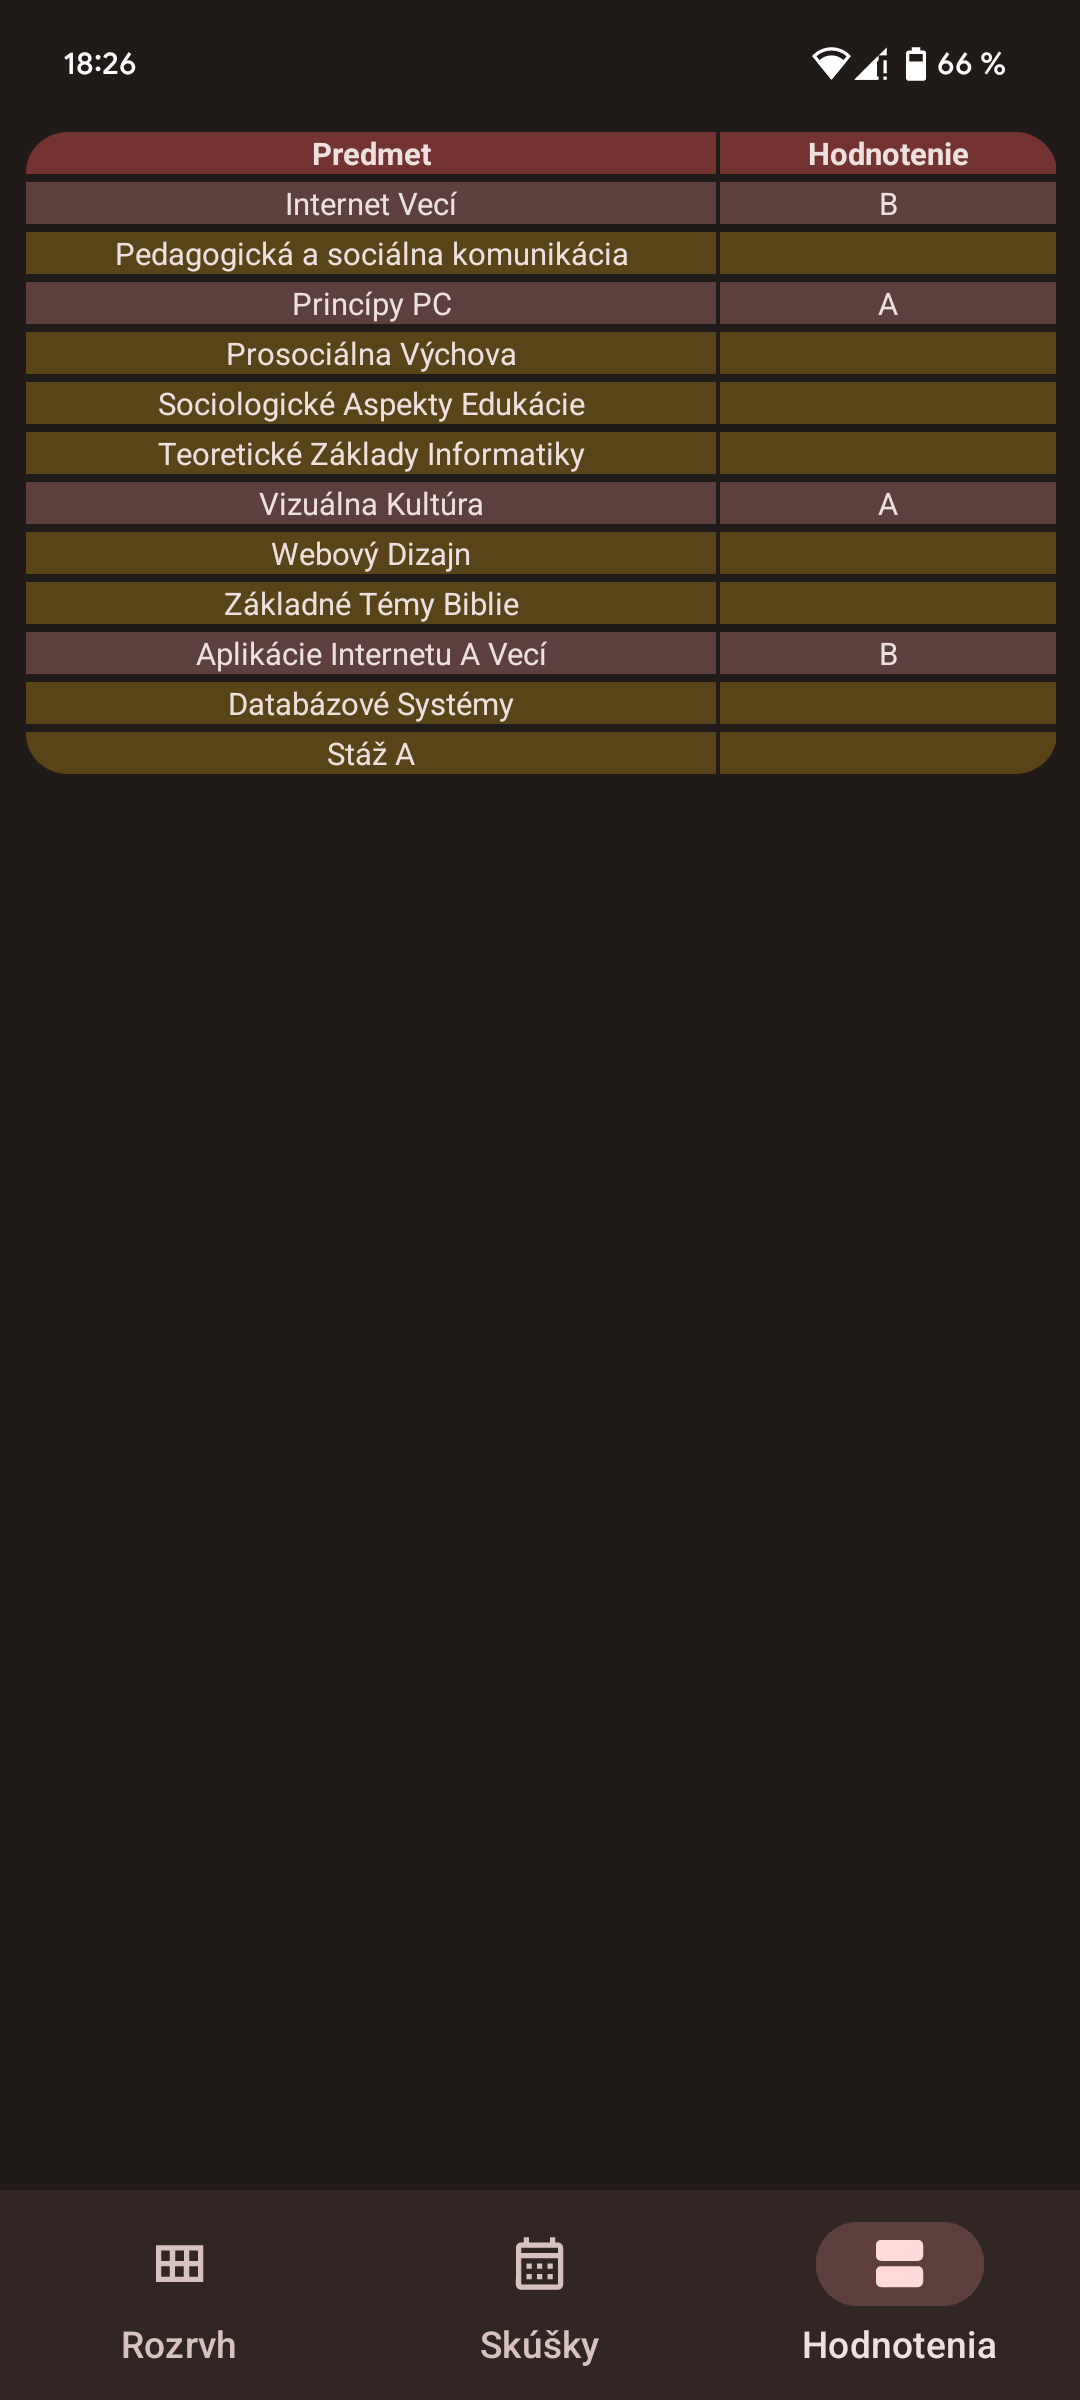 18:26 66 %
Predmet Hodnotenie
Internet Vecí B
Pedagogická a sociálna komunikácia
Princípy PC A
Prosociálna Výchova
Sociologické Aspekty Edukácie
Teoretické Základy Informatiky
Vizuálna Kultúra A
Webový Dizajn
Základné Témy Biblie
Aplikácie Internetu A Vecí B
Databázové Systémy
Stáž A
Rozrvh Skúšky Hodnotenia